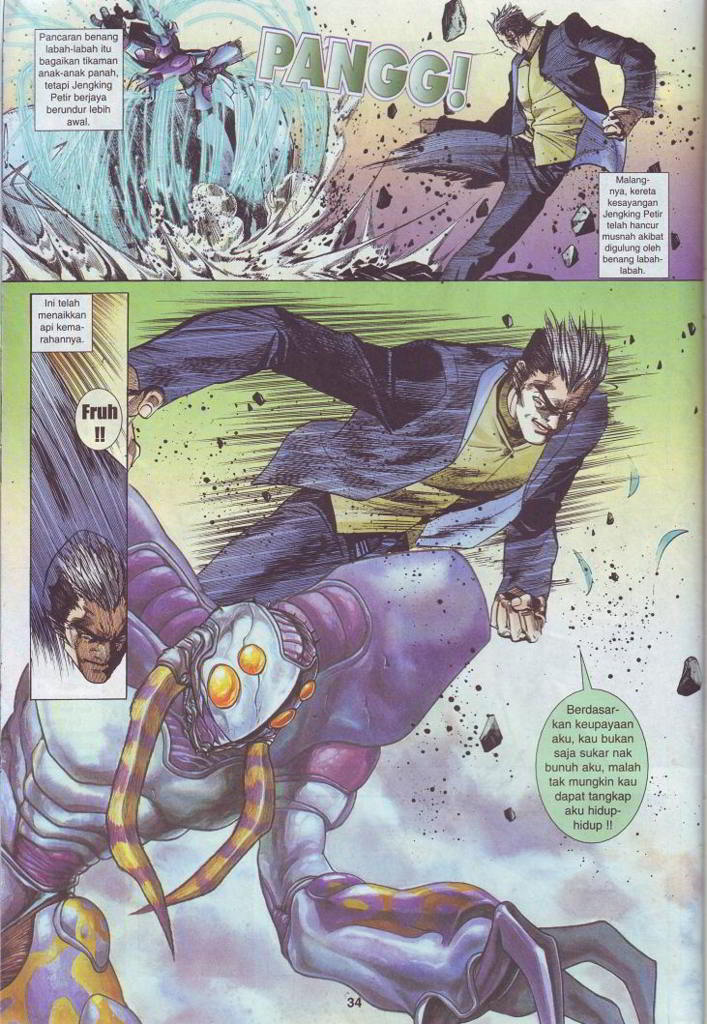 Pancaran benang
labah-labah itu
bagaikan tikaman
anak-anak panah,
tetapi Jengking
Petir berjaya
berundur lebih
awal.
PANGG!
Malang-
nya, kereta
kesayangan
Jengking Petir
telah hancur
musnah akibat
digulung oleh
benang labah-
labah.
Ini telah
menaikkan
api kema-
rahannya.
Fruh
!!
Berdasar-
kan keupayaan
aku, kau bukan
saja sukar nak
bunuh aku, malah
tak mungkin kau
dapat tangkap
aku hidup-
hidup !!
34